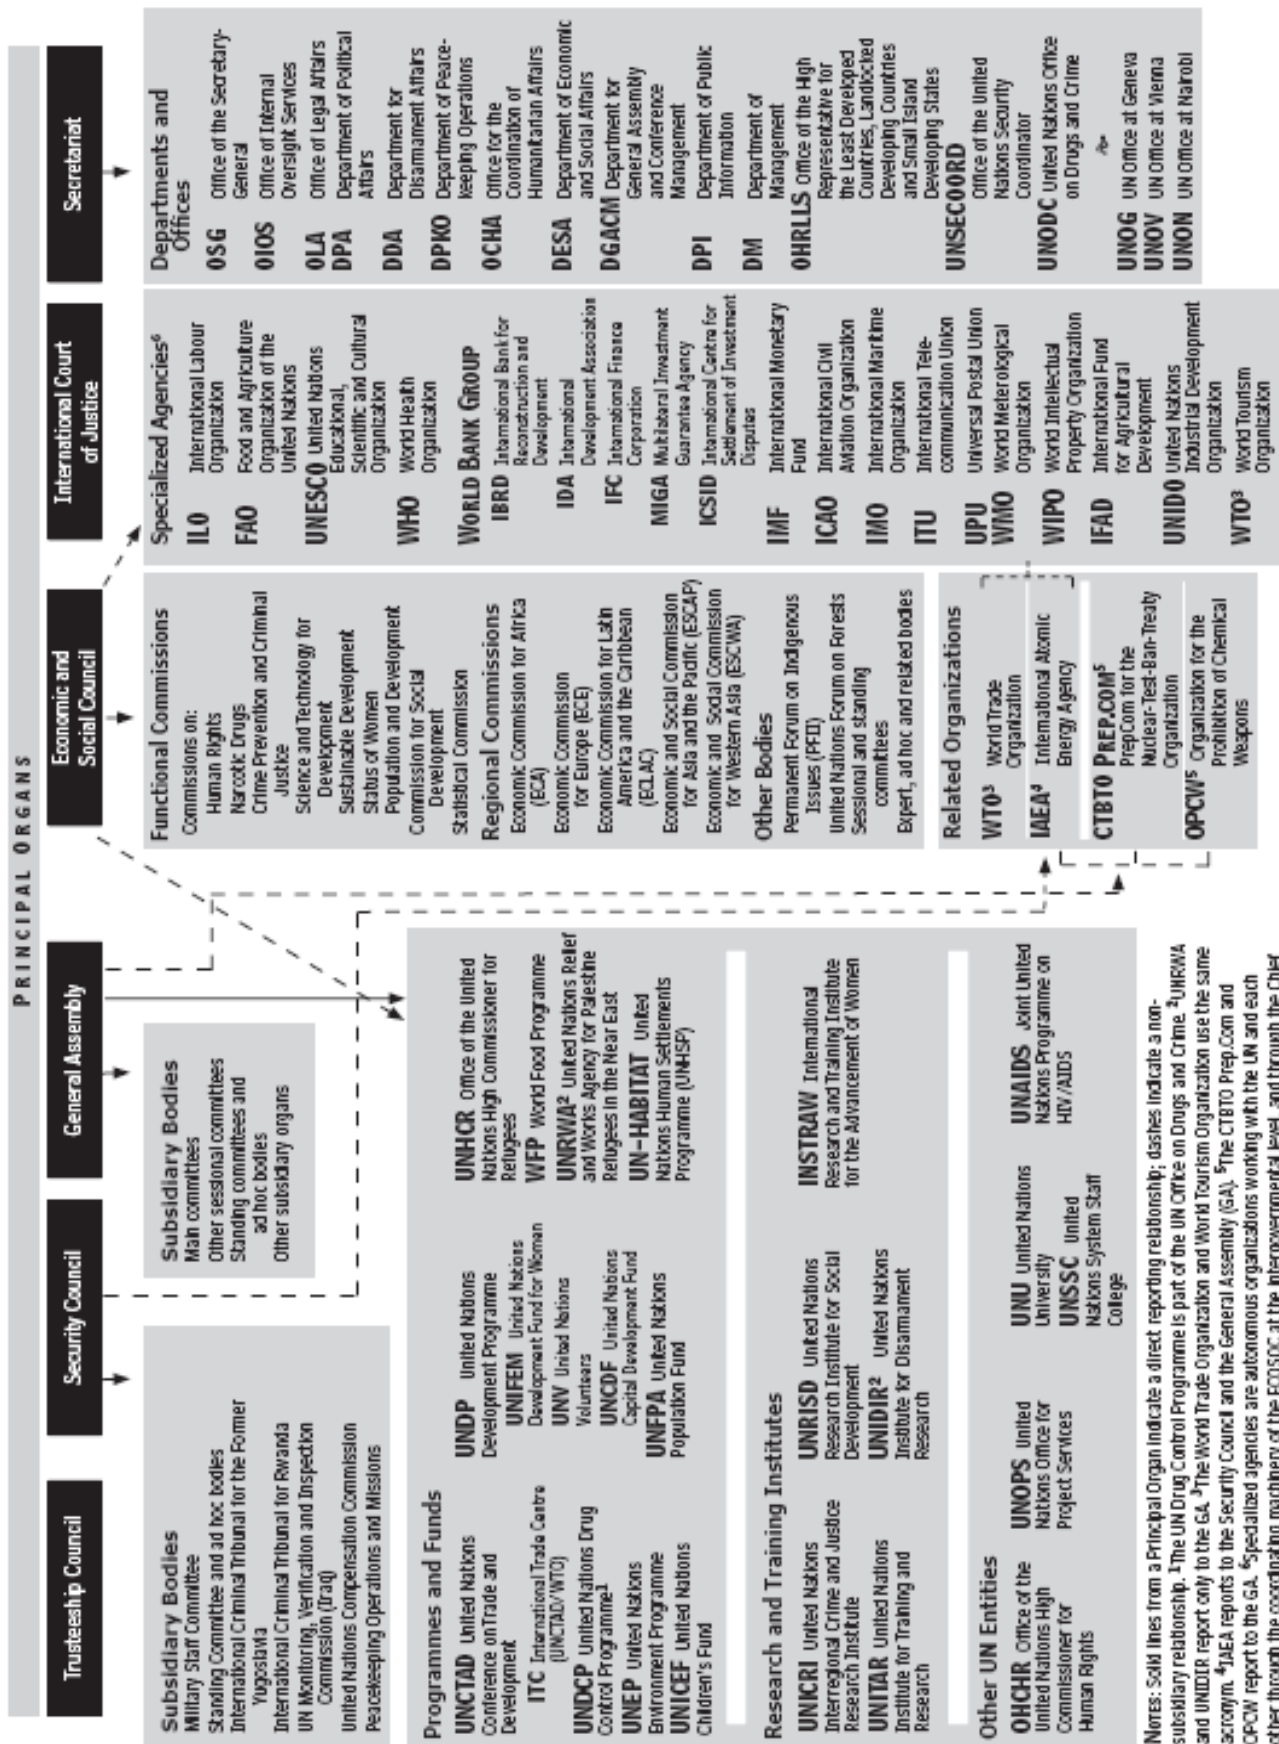 PRINCIPAL ORGANS
Trusteeship Council
Security Council
General Assembly
Economic and
Social Council
International Court
of Justice
Secretariat
Subsidiary Bodies
Military Staff Committee
Standing Committee and ad hoc bodies
International Criminal Tribunal for the Former
Yugoslavia
International Criminal Tribunal for Rwanda
UN Monitoring, Verification and Inspection
Commission (Iraq)
United Nations Compensation Commission
Peacekeeping Operations and Missions
Subsidiary Bodies
Main committees
Other sessional committees
Standing committees and
ad hoc bodies
Other subsidiary organs
Programmes and Funds
UNCTAD United Nations
Conference on Trade and
Development
ITC International Trade Centre
(UNCTAD/WTO)
UNDCP United Nations Drug
Control Programme¹
UNEP United Nations
Environment Programme
UNICEF United Nations
Children's Fund
UNDP United Nations
Development Programme
UNIFEM United Nations
Development Fund for Women
UNV United Nations
Volunteers
UNCDF United Nations
Capital Development Fund
UNFPA United Nations
Population Fund
UNHCR Office of the United
Nations High Commissioner for
Refugees
WFP World Food Programme
UNRWA² United Nations Relief
and Works Agency for Palestine
Refugees in the Near East
UN-HABITAT United
Nations Human Settlements
Programme (UNHSP)
Research and Training Institutes
UNICRI United Nations
Interregional Crime and Justice
Research Institute
UNITAR United Nations
Institute for Training and
Research
UNRISD United Nations
Research Institute for Social
Development
UNIDIR² United Nations
Institute for Disarmament
Research
INSTRAW International
Research and Training Institute
for the Advancement of Women
Other UN Entities
OHCHR Office of the
United Nations High
Commissioner for
Human Rights
UNOPS United
Nations Office for
Project Services
UNU United Nations
University
UNSSC United
Nations System Staff
College
UNAIDS Joint United
Nations Programme on
HIV/AIDS
Functional Commissions
Commissions on:
Human Rights
Narcotic Drugs
Crime Prevention and Criminal
Justice
Science and Technology for
Development
Sustainable Development
Status of Women
Population and Development
Commission for Social
Development
Statistical Commission
Regional Commissions
Economic Commission for Africa
(ECA)
Economic Commission
for Europe (ECE)
Economic Commission for Latin
America and the Caribbean
(ECLAC)
Economic and Social Commission
for Asia and the Pacific (ESCAP)
Economic and Social Commission
for Western Asia (ESCWA)
Other Bodies
Permanent Forum on Indigenous
Issues (PFII)
United Nations Forum on Forests
Sessional and standing
committees
Expert, ad hoc and related bodies
Related Organizations
WTO³ World Trade
Organization
IAEA⁴ International Atomic
Energy Agency
CTBTO PREP.COM⁵
PrepCom for the
Nuclear-Test-Ban-Treaty
Organization
OPCW⁵ Organization for the
Prohibition of Chemical
Weapons
Specialized Agencies⁶
ILO International Labour
Organization
FAO Food and Agriculture
Organization of the
United Nations
UNESCO United Nations
Educational,
Scientific and Cultural
Organization
WHO World Health
Organization
WORLD BANK GROUP
IBRD International Bank for
Reconstruction and
Development
IDA International
Development Association
IFC International Finance
Corporation
MIGA Multilateral Investment
Guarantee Agency
ICSID International Centre for
Settlement of Investment
Disputes
IMF International Monetary
Fund
ICAO International Civil
Aviation Organization
IMO International Maritime
Organization
ITU International Tele-
communication Union
UPU Universal Postal Union
WMO World Meterological
Organization
WIPO World Intellectual
Property Organization
IFAD International Fund
for Agricultural
Development
UNIDO United Nations
Industrial Development
Organization
WTO³ World Tourism
Organization
Departments and
Offices
OSG Office of the Secretary-
General
OIOS Office of Internal
Oversight Services
OLA Office of Legal Affairs
DPA Department of Political
Affairs
DDA Department for
Disarmament Affairs
DPKO Department of Peace-
keeping Operations
OCHA Office for the
Coordination of
Humanitarian Affairs
DESA Department of Economic
and Social Affairs
DGACM Department for
General Assembly
and Conference
Management
DPI Department of Public
Information
DM Department of
Management
OHRLLS Office of the High
Representative for
the Least Developed
Countries, Landlocked
Developing Countries
and Small Island
Developing States
UNSECOORD
Office of the United
Nations Security
Coordinator
UNODC United Nations Office
on Drugs and Crime
UNOG UN Office at Geneva
UNOV UN Office at Vienna
UNON UN Office at Nairobi
NOTES: Solid lines from a Principal Organ indicate a direct reporting relationship; dashes indicate a non-
subsidiary relationship. ¹The UN Drug Control Programme is part of the UN Office on Drugs and Crime. ²UNRWA
and UNIDIR report only to the GA. ³The World Trade Organization and World Tourism Organization use the same
acronym. ⁴IAEA reports to the Security Council and the General Assembly (GA). ⁵The CTBTO Prep.Com and
OPCW report to the GA. ⁶Specialized agencies are autonomous organizations working with the UN and each
other through the coordinating machinery of the ECOSOC at the intergovernmental level, and through the Chief